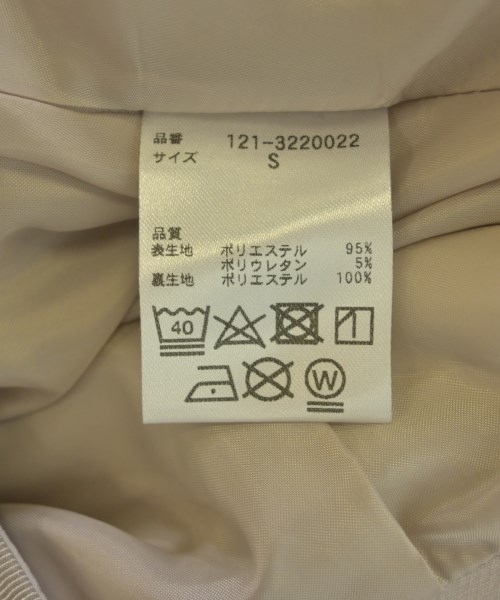 品番 121-3220022
サイズ S
品質
表生地 ポリエステル 95%
ポリウレタン 5%
裏生地 ポリエステル 100%
40
W